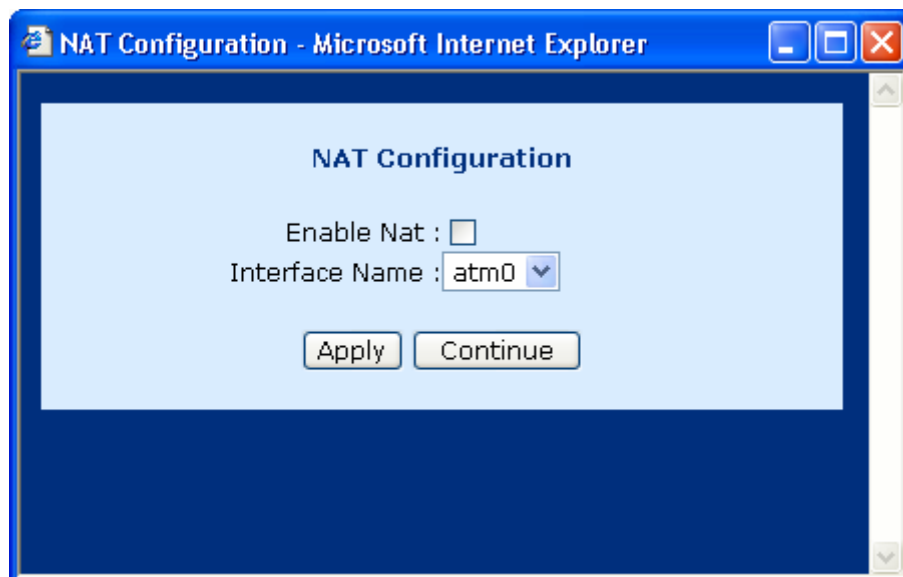 NAT Configuration - Microsoft Internet Explorer
NAT Configuration
Enable Nat :
Interface Name : atm0
Apply Continue